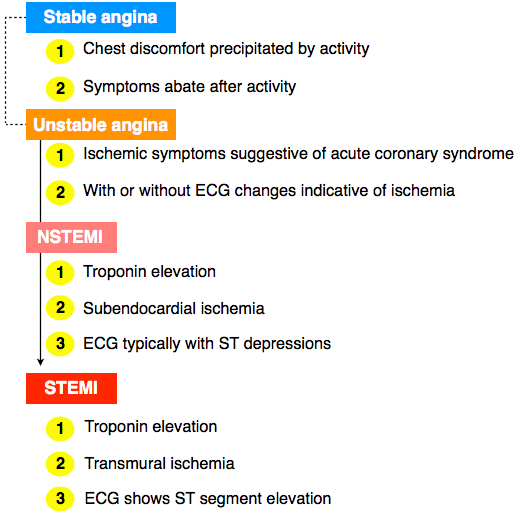 Stable angina
1 Chest discomfort precipitated by activity
2 Symptoms abate after activity
Unstable angina
1 Ischemic symptoms suggestive of acute coronary syndrome
2 With or without ECG changes indicative of ischemia
NSTEMI
1 Troponin elevation
2 Subendocardial ischemia
3 ECG typically with ST depressions
STEMI
1 Troponin elevation
2 Transmural ischemia
3 ECG shows ST segment elevation